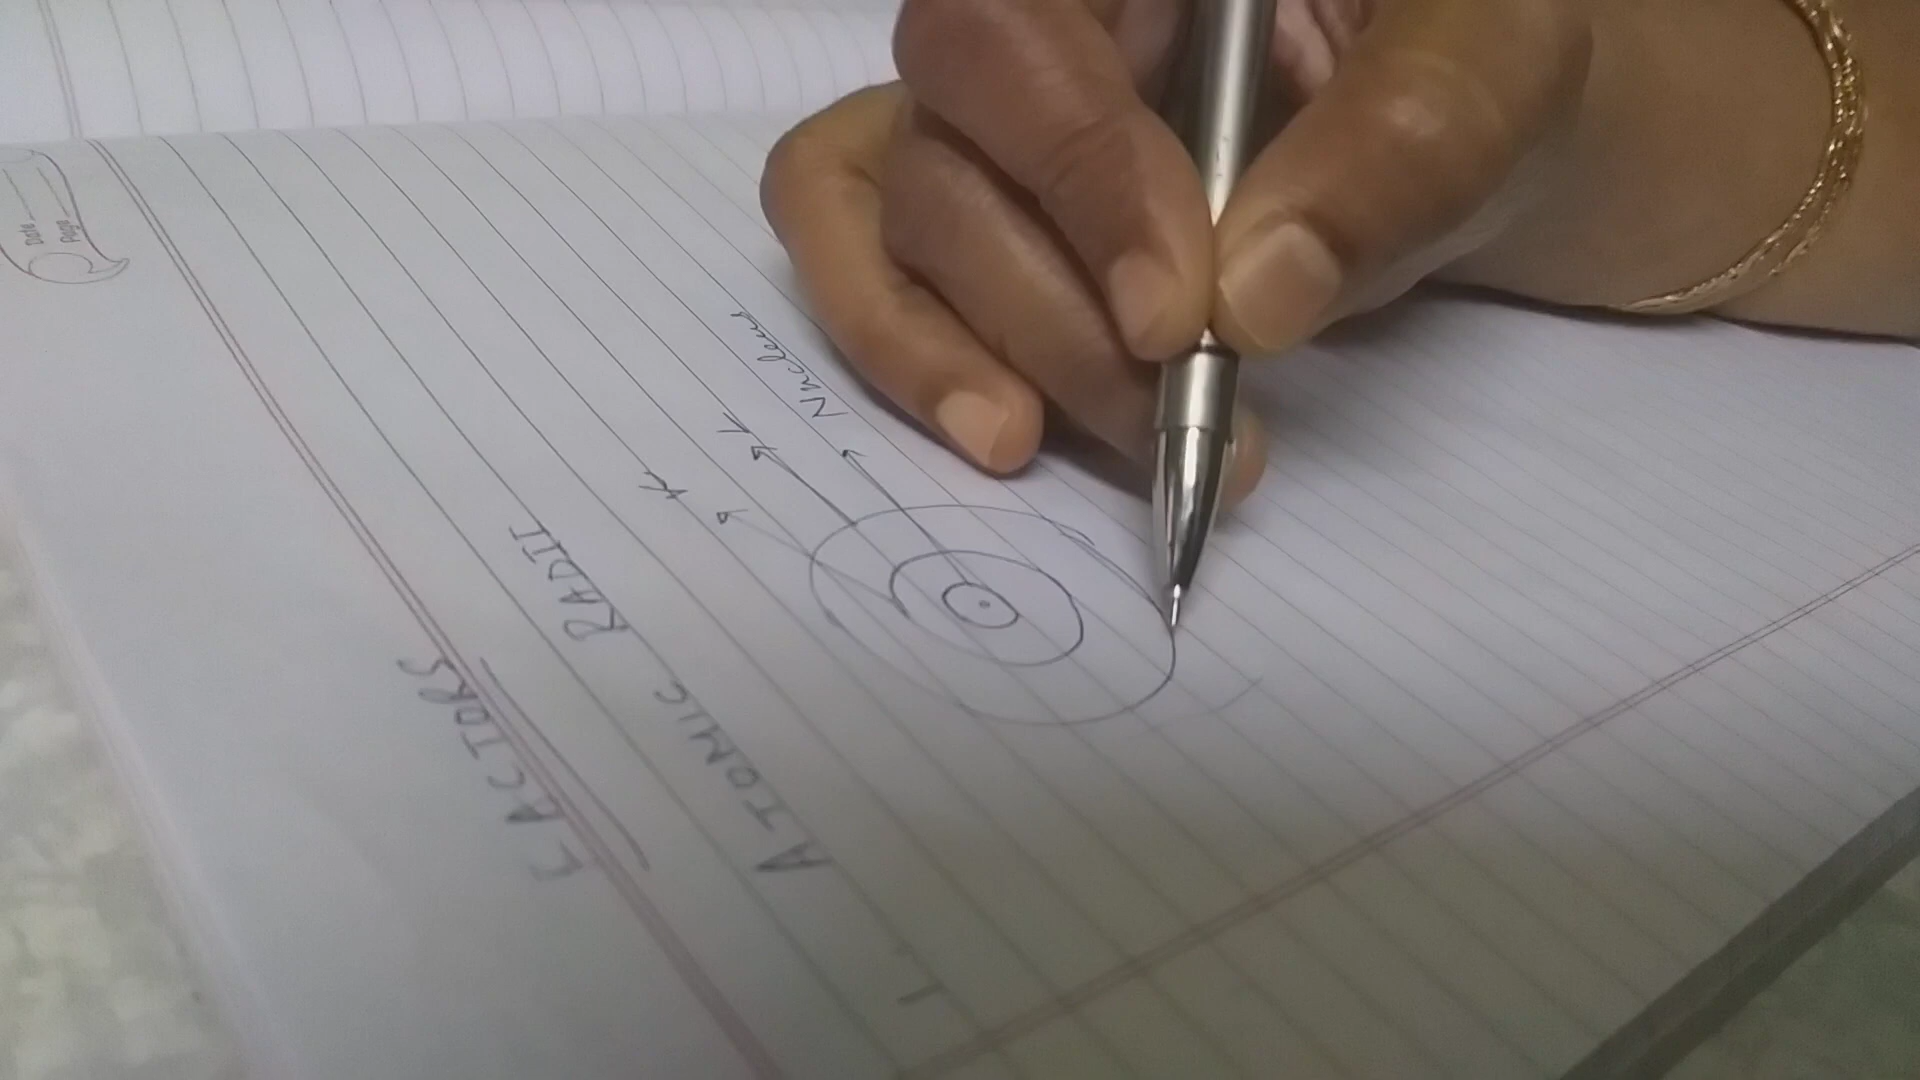 Date
Page
FACTORS
ATOMIC RADII
K
L
Nucleus